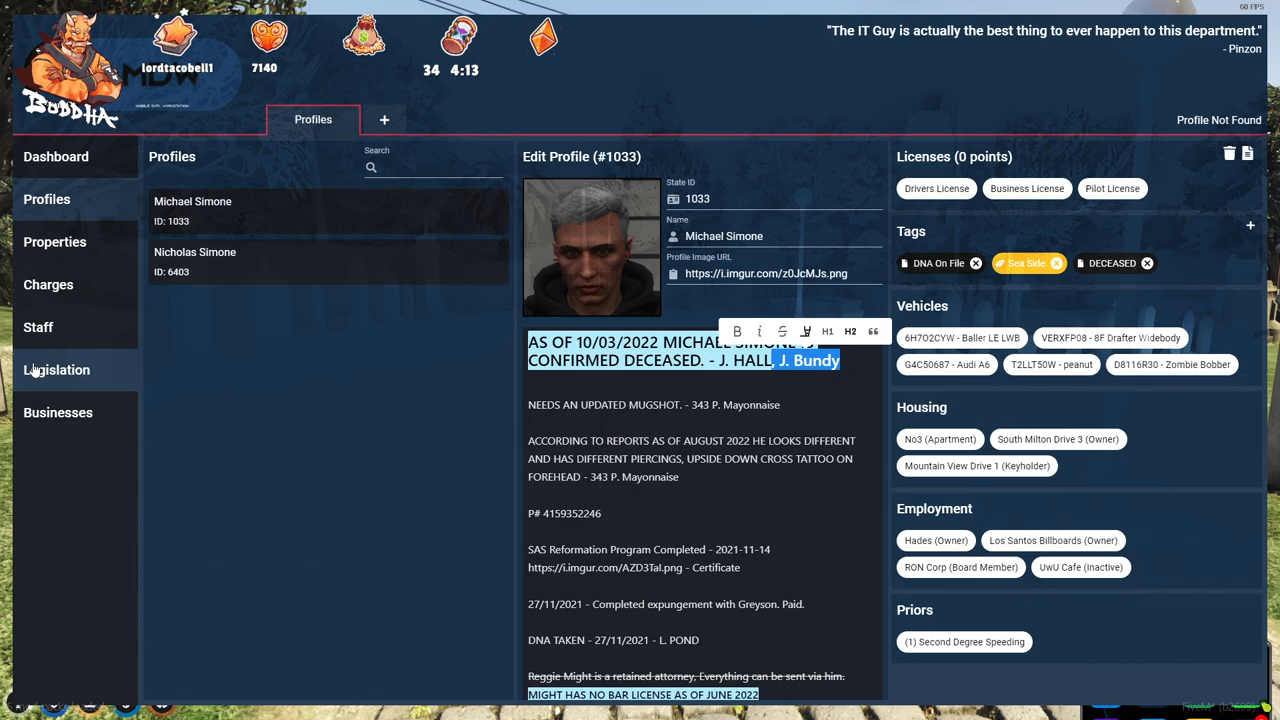 60 FPS
lordtacobell1
7140
34 4:13
"The IT Guy is actually the best thing to ever happen to this department."
- Pinzon
BUDDHA
MDW
MOBILE DATA WORKSTATION
Profiles
+
Profile Not Found
Dashboard
Profiles
Properties
Charges
Staff
Legislation
Businesses
Profiles
Search
Michael Simone
ID: 1033
Nicholas Simone
ID: 6403
Edit Profile (#1033)
State ID
1033
Name
Michael Simone
Profile Image URL
https://i.imgur.com/z0JcMJs.png
B i S H1 H2
AS OF 10/03/2022 MICHAEL SIMONE IS
CONFIRMED DECEASED. - J. HALL, J. Bundy
NEEDS AN UPDATED MUGSHOT. - 343 P. Mayonnaise
ACCORDING TO REPORTS AS OF AUGUST 2022 HE LOOKS DIFFERENT
AND HAS DIFFERENT PIERCINGS, UPSIDE DOWN CROSS TATTOO ON
FOREHEAD - 343 P. Mayonnaise
P# 4159352246
SAS Reformation Program Completed - 2021-11-14
https://i.imgur.com/AZD3TaI.png - Certificate
27/11/2021 - Completed expungement with Greyson. Paid.
DNA TAKEN - 27/11/2021 - L. POND
Reggie Might is a retained attorney, Everything can be sent via him.
MIGHT HAS NO BAR LICENSE AS OF JUNE 2022
Licenses (0 points)
Drivers License Business License Pilot License
Tags
+
DNA On File Sea Side DECEASED
Vehicles
6H7O2CYW - Baller LE LWB VERXFP08 - 8F Drafter Widebody
G4C50687 - Audi A6 T2LLT50W - peanut D8116R30 - Zombie Bobber
Housing
No3 (Apartment) South Milton Drive 3 (Owner)
Mountain View Drive 1 (Keyholder)
Employment
Hades (Owner) Los Santos Billboards (Owner)
RON Corp (Board Member) UwU Cafe (Inactive)
Priors
(1) Second Degree Speeding